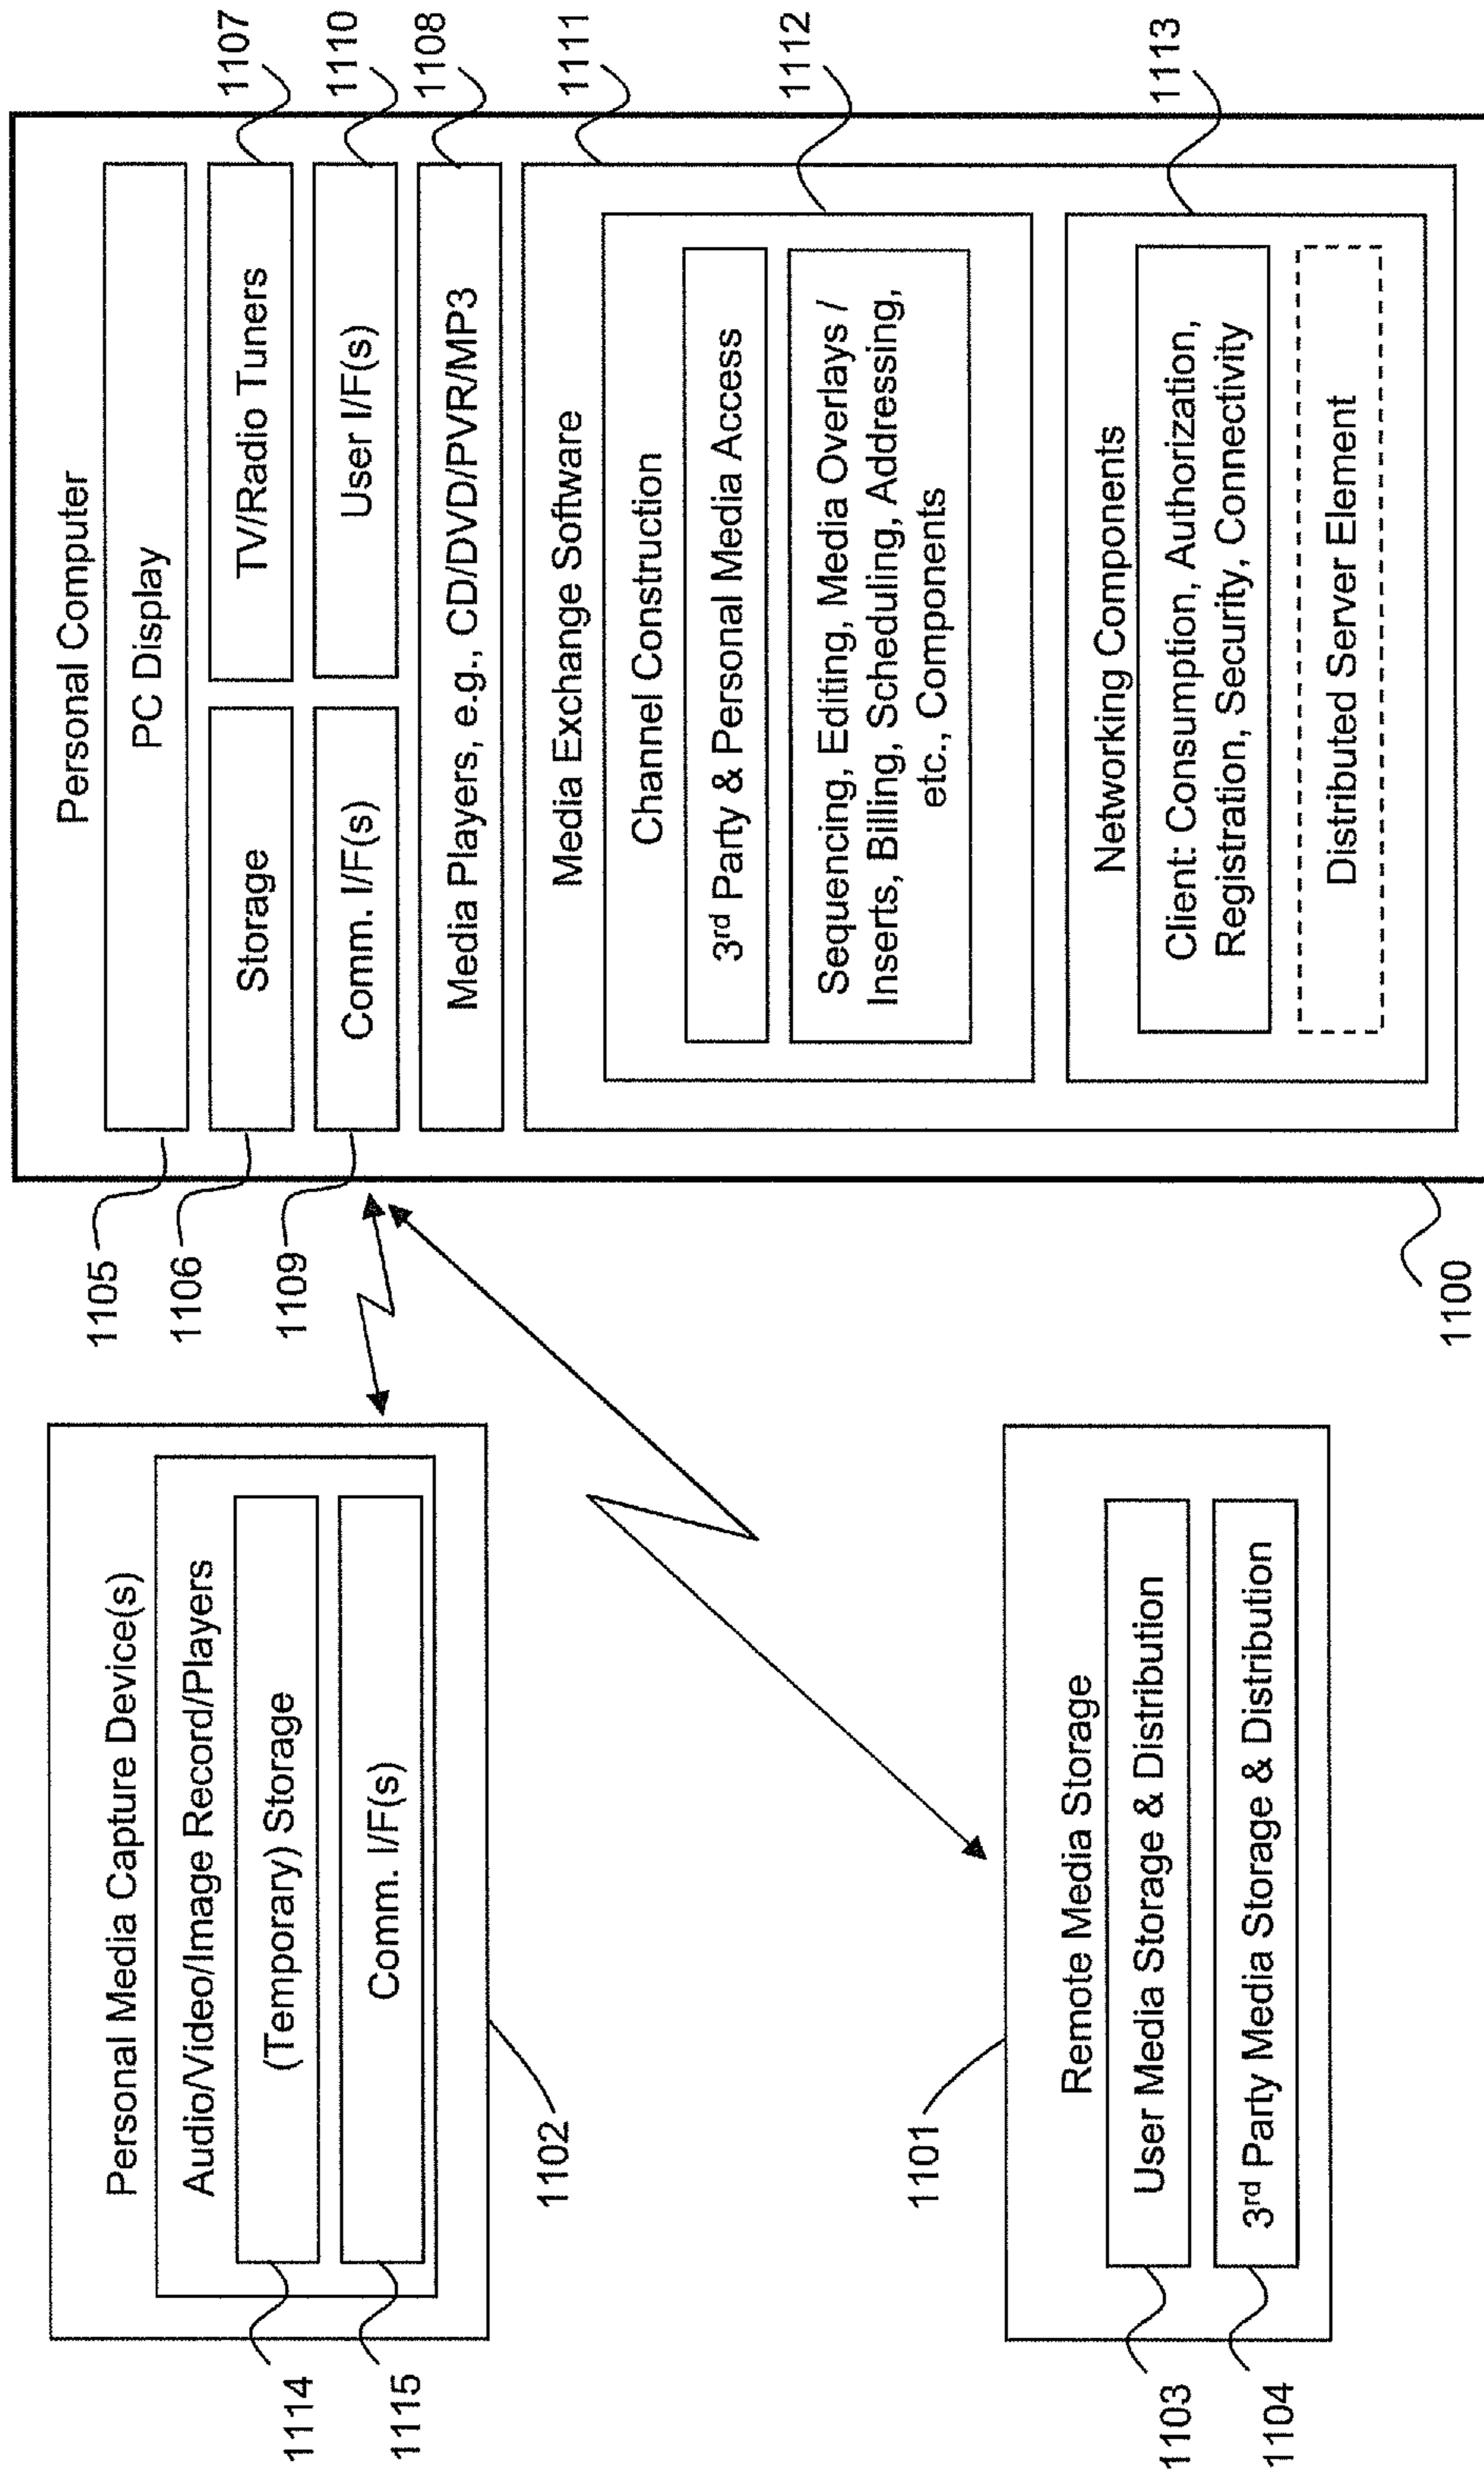 Personal Media Capture Device(s)
Audio/Video/Image Record/Players
(Temporary) Storage
Comm. I/F(s)
1114
1115
1102
Remote Media Storage
User Media Storage & Distribution
3rd Party Media Storage & Distribution
1101
1103
1104
Personal Computer
PC Display
Storage
TV/Radio Tuners
Comm. I/F(s)
User I/F(s)
Media Players, e.g., CD/DVD/PVR/MP3
Media Exchange Software
Channel Construction
3rd Party & Personal Media Access
Sequencing, Editing, Media Overlays /
Inserts, Billing, Scheduling, Addressing,
etc., Components
Networking Components
Client: Consumption, Authorization,
Registration, Security, Connectivity
Distributed Server Element
1105
1106
1109
1100
1107
1110
1108
1111
1112
1113